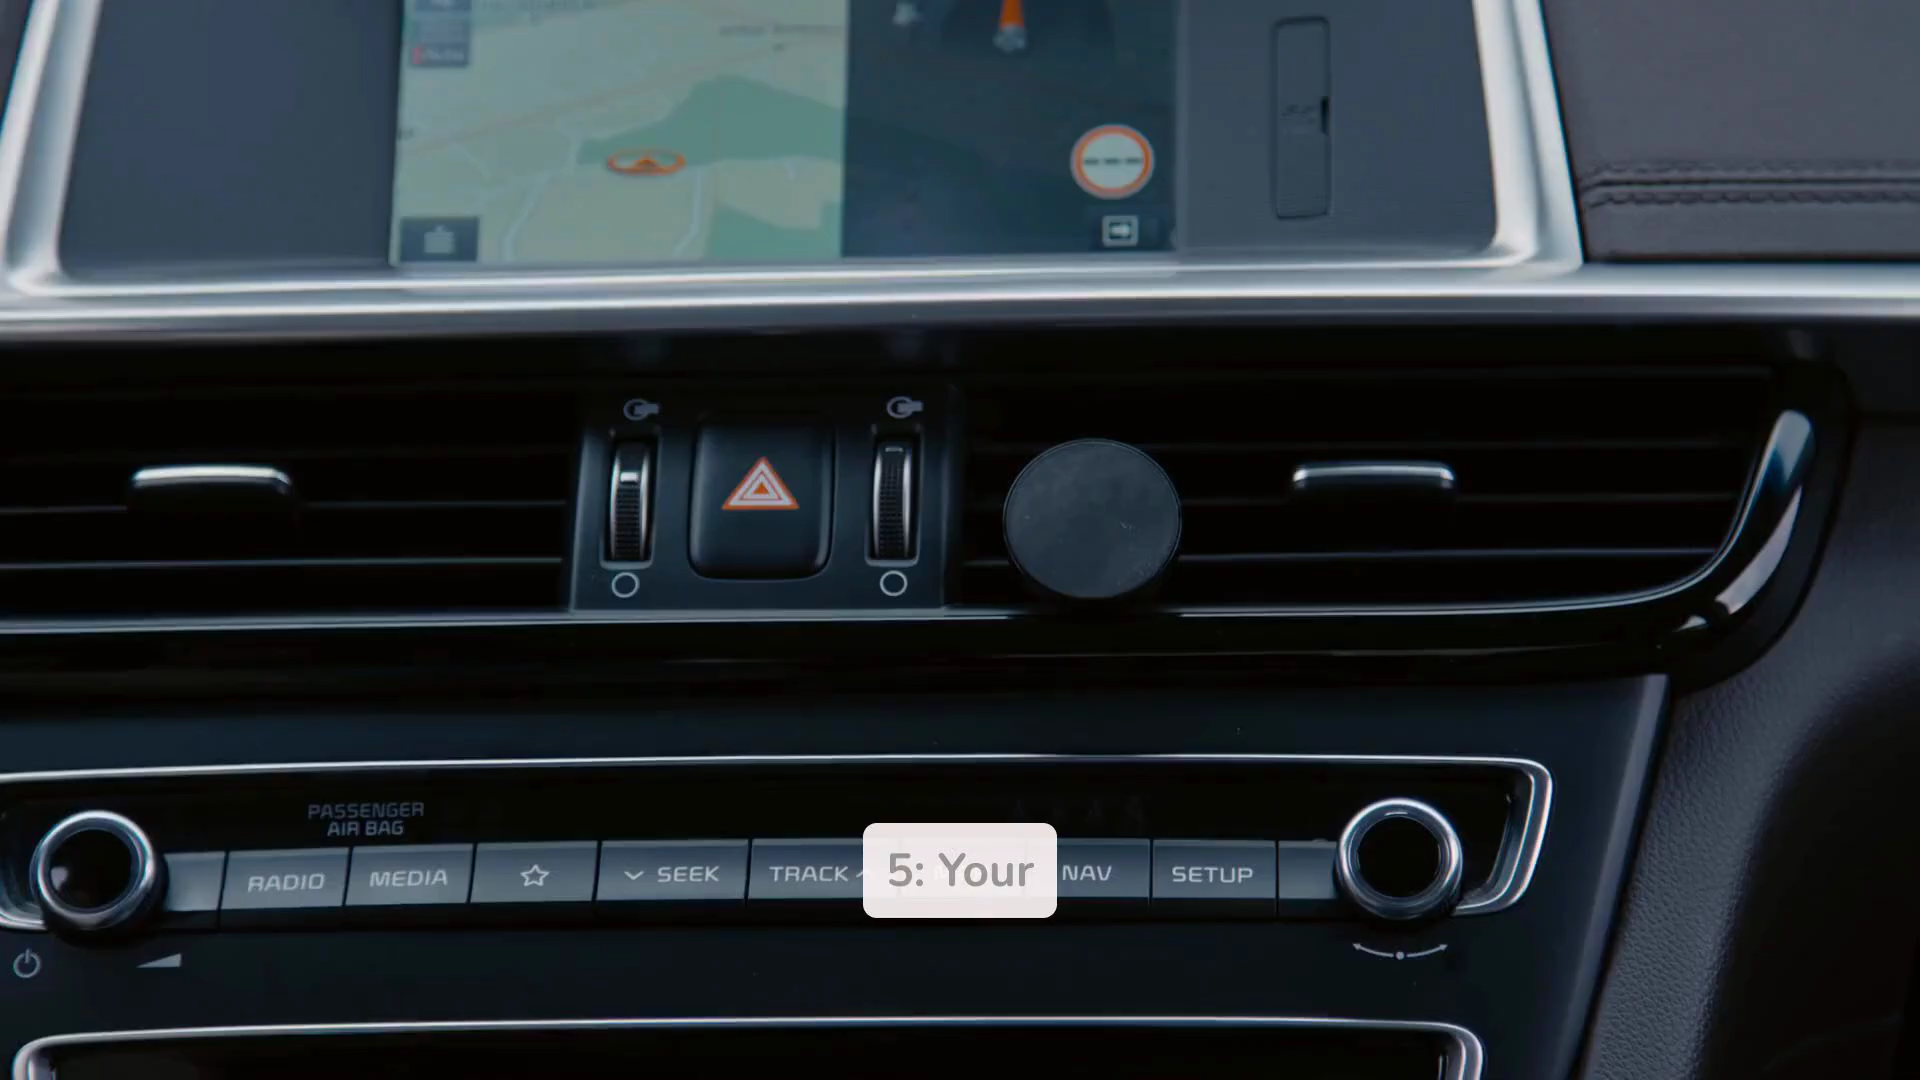 PASSENGER
AIR BAG
RADIO
MEDIA
SEEK
TRACK
NAV
SETUP
5: Your